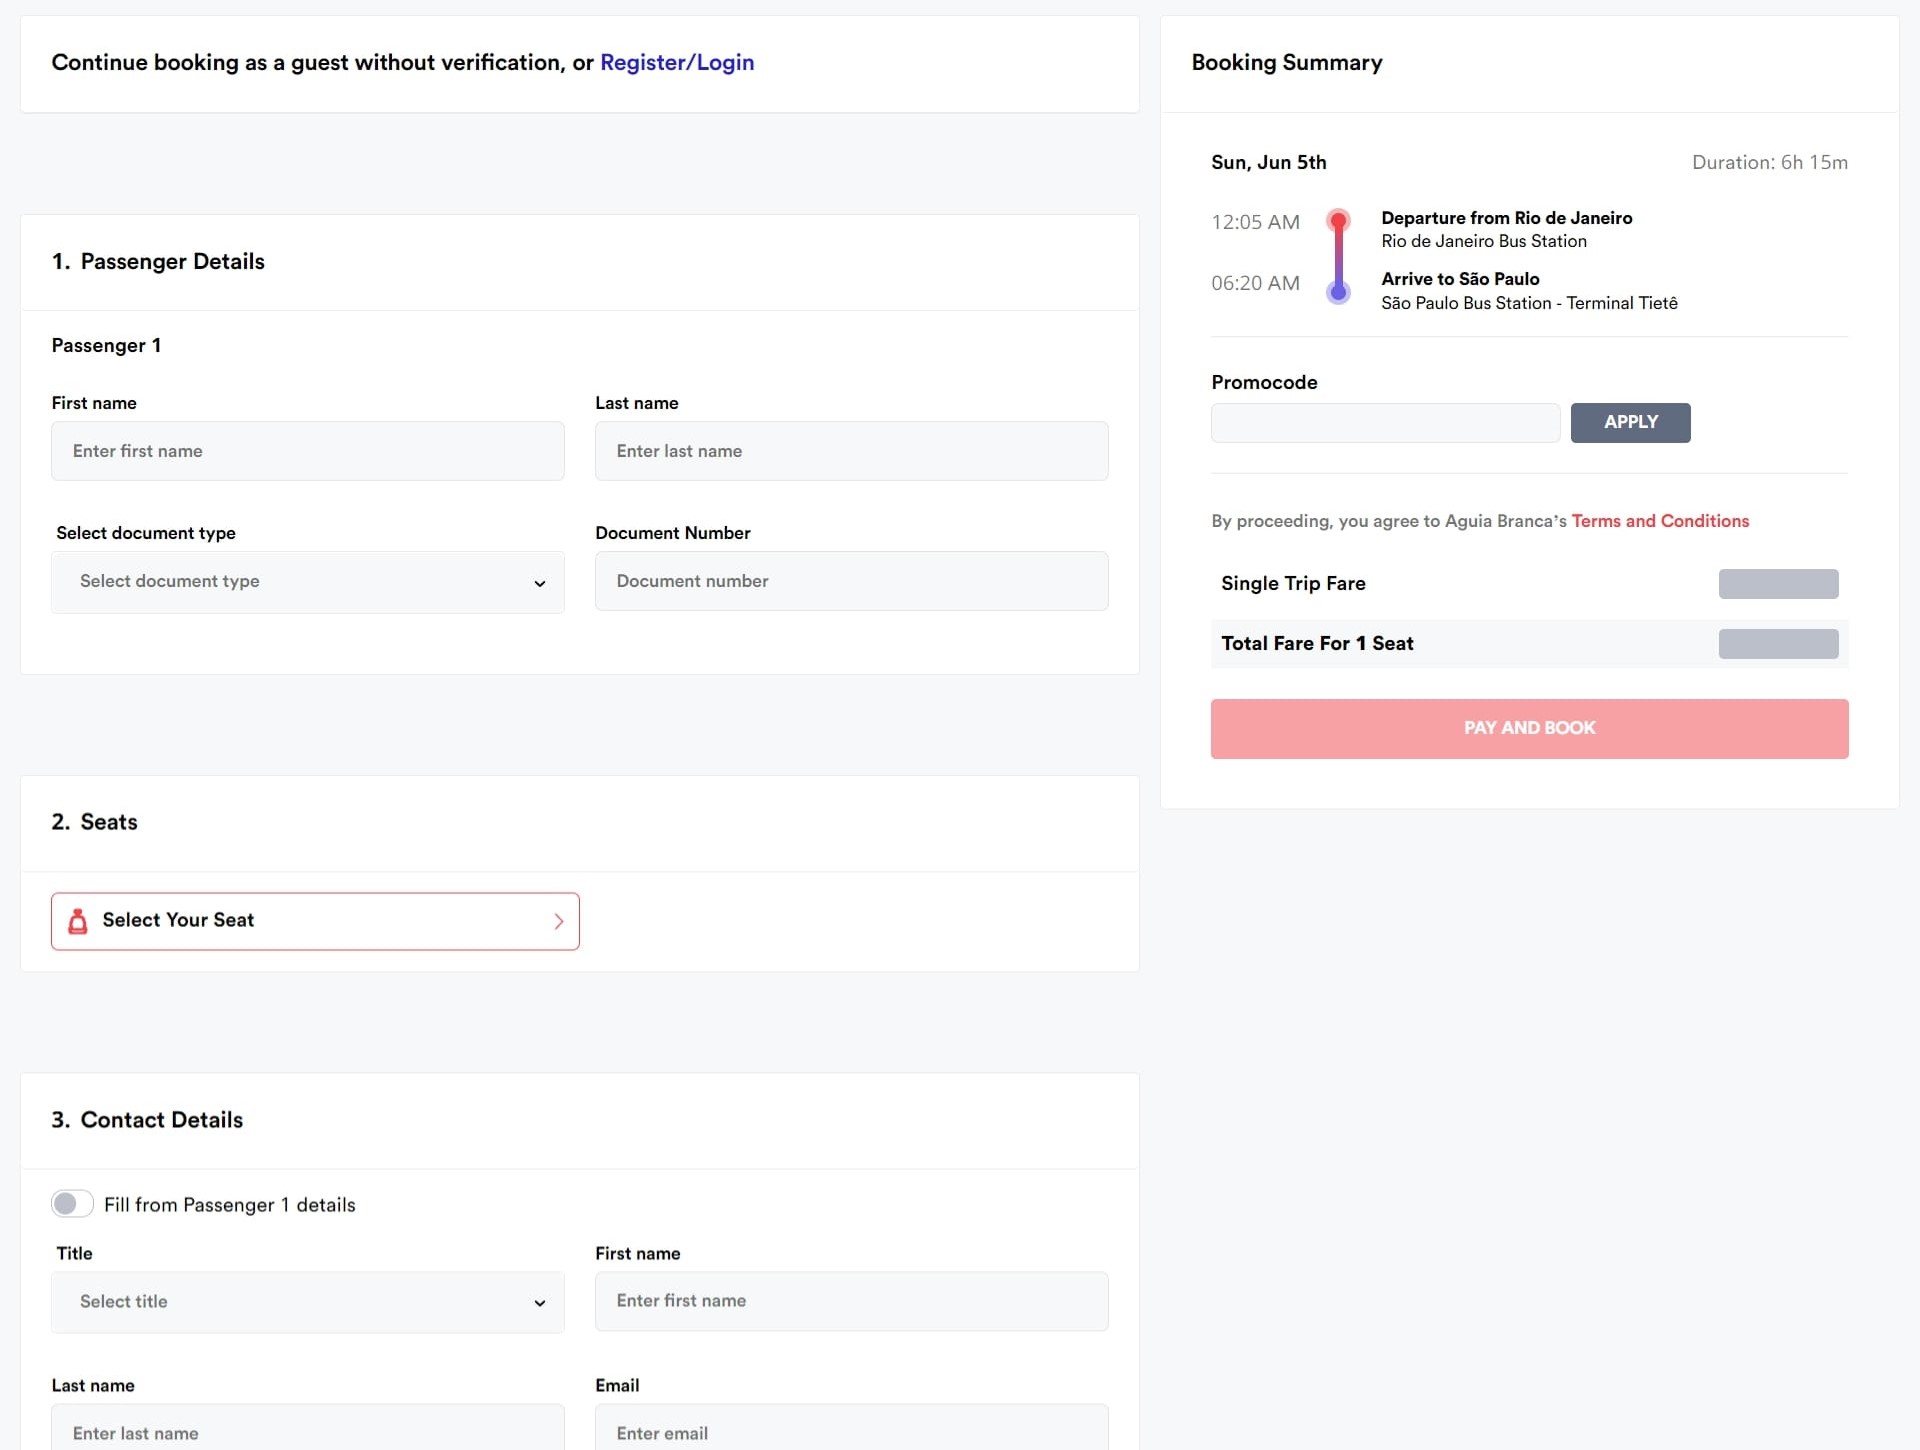 Continue booking as a guest without verification, or Register/Login
1. Passenger Details
Passenger 1
First name
Last name
Enter first name
Enter last name
Select document type
Document Number
Select document type
Document number
2. Seats
Select Your Seat
3. Contact Details
Fill from Passenger 1 details
Title
First name
Select title
Enter first name
Last name
Email
Enter last name
Enter email
Booking Summary
Sun, Jun 5th
Duration: 6h 15m
12:05 AM
Departure from Rio de Janeiro
Rio de Janeiro Bus Station
06:20 AM
Arrive to São Paulo
São Paulo Bus Station - Terminal Tietê
Promocode
APPLY
By proceeding, you agree to Aguia Branca's Terms and Conditions
Single Trip Fare
Total Fare For 1 Seat
PAY AND BOOK